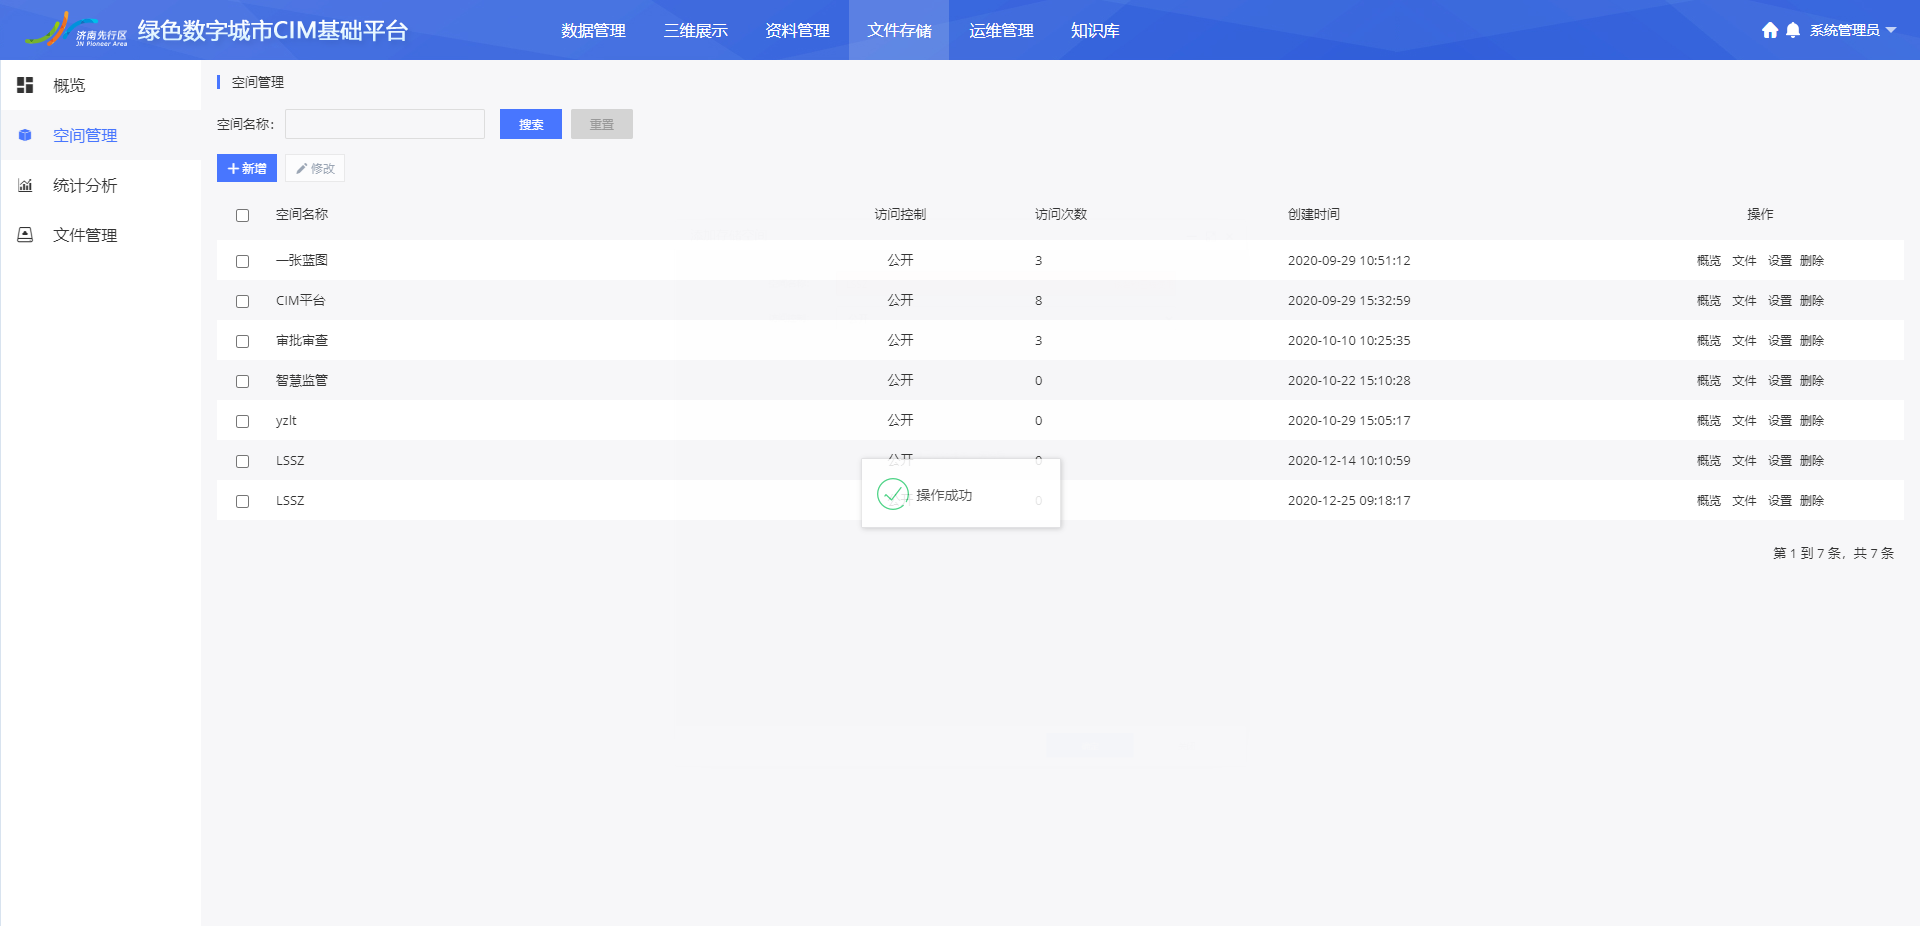 济南先行区
JN Pioneer Area
绿色数字城市CIM基础平台
数据管理 三维展示 资料管理 文件存储 运维管理 知识库
系统管理员
概览
空间管理
统计分析
文件管理
空间管理
空间名称： 搜索 重置
新增 修改
空间名称 访问控制 访问次数 创建时间 操作
一张蓝图 公开 3 2020-09-29 10:51:12 概览 文件 设置 删除
CIM平台 公开 8 2020-09-29 15:32:59 概览 文件 设置 删除
审批审查 公开 3 2020-10-10 10:25:35 概览 文件 设置 删除
智慧监管 公开 0 2020-10-22 15:10:28 概览 文件 设置 删除
yzlt 公开 0 2020-10-29 15:05:17 概览 文件 设置 删除
LSSZ 公开 0 2020-12-14 10:10:59 概览 文件 设置 删除
LSSZ 0 2020-12-25 09:18:17 概览 文件 设置 删除
操作成功
第 1 到 7 条，共 7 条